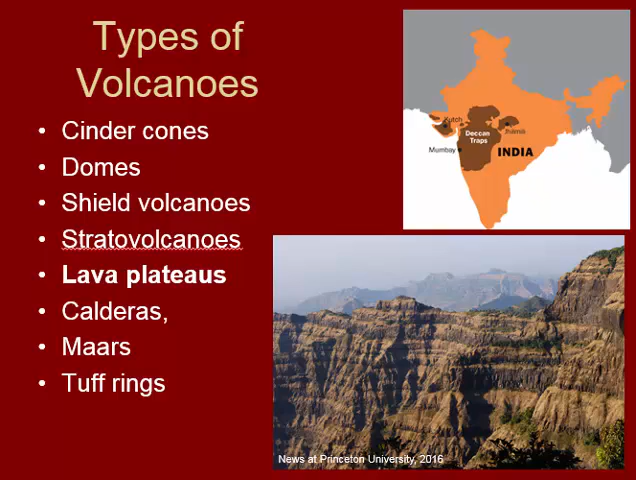 Types of
Volcanoes
• Cinder cones
• Domes
• Shield volcanoes
• Stratovolcanoes
• Lava plateaus
• Calderas,
• Maars
• Tuff rings
Kutch
Deccan
Traps
Mumbai
INDIA
News at Princeton University, 2016